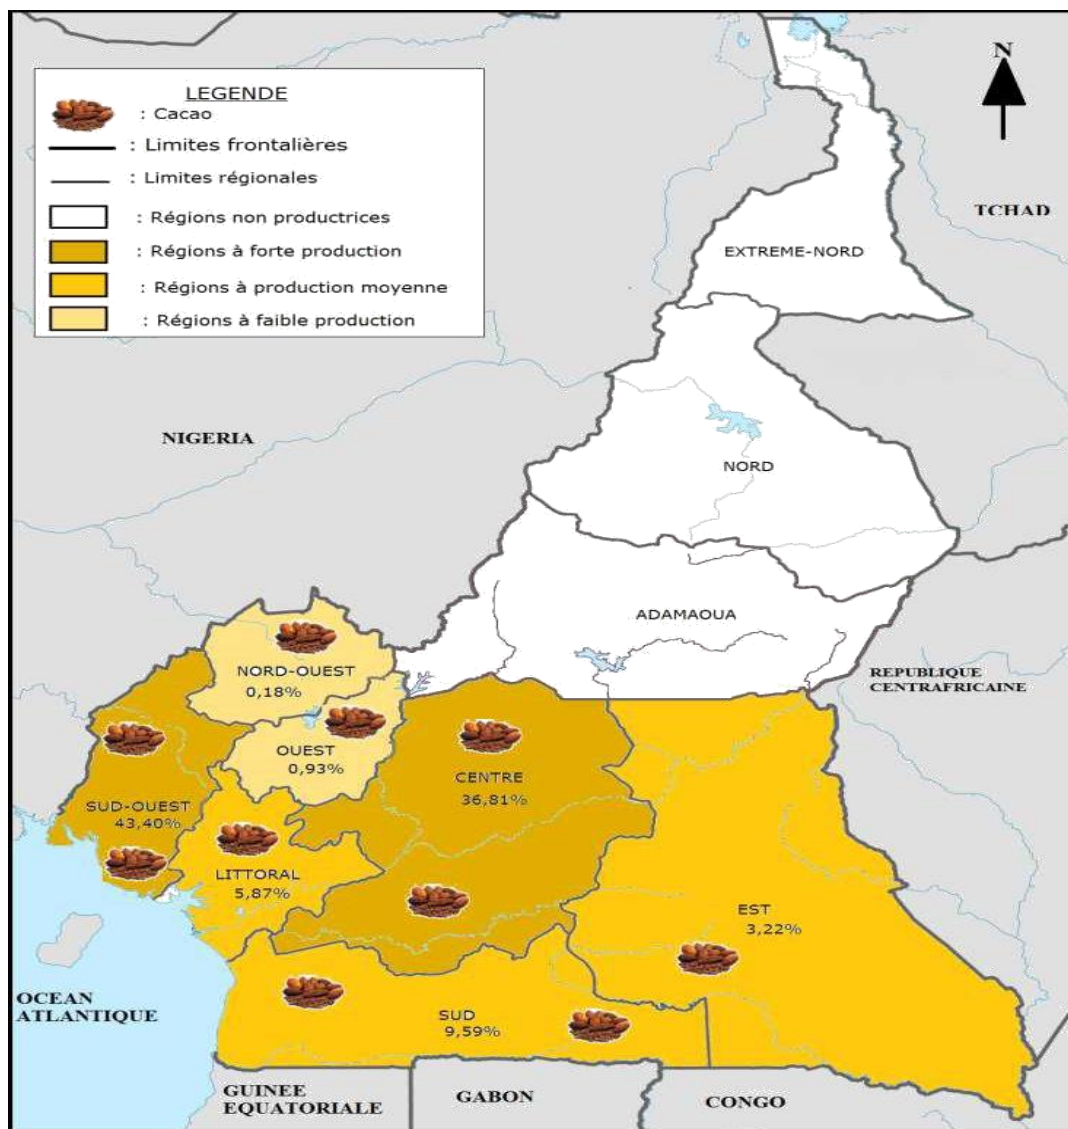 LEGENDE
: Cacao
: Limites frontalières
: Limites régionales
: Régions non productrices
: Régions à forte production
: Régions à production moyenne
: Régions à faible production
N
TCHAD
EXTREME-NORD
NIGERIA
NORD
ADAMAOUA
REPUBLIQUE
CENTRAFRICAINE
NORD-OUEST
0,18%
OUEST
0,93%
CENTRE
36,81%
SUD-OUEST
43,40%
LITTORAL
5,87%
EST
3,22%
OCEAN
ATLANTIQUE
SUD
9,59%
GUINEE
EQUATORIALE
GABON
CONGO